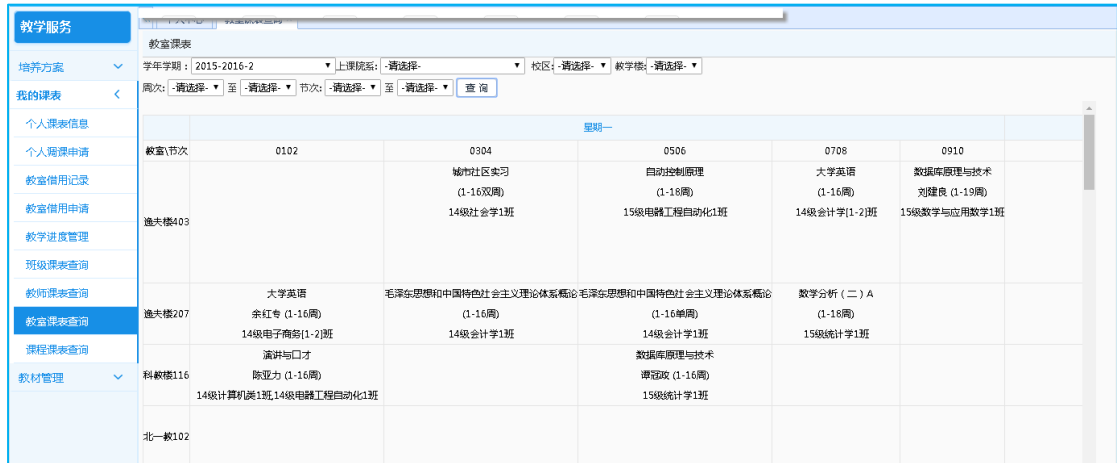 教学服务
个人中心 教室课表查询
培养方案
我的课表
个人课表信息
个人调课申请
教室借用记录
教室借用申请
教学进度管理
班级课表查询
教师课表查询
教室课表查询
课程课表查询
教材管理
教室课表
学年学期: 2015-2016-2 上课院系: -请选择- 校区: -请选择- 教学楼: -请选择-
周次: -请选择- 至 -请选择- 节次: -请选择- 至 -请选择- 查 询
星期一
教室\节次 0102 0304 0506 0708 0910
城市社区实习 自动控制原理 大学英语 数据库原理与技术
(1-16双周) (1-18周) (1-16周) 刘建良 (1-19周)
14级社会学1班 15级电器工程自动化1班 14级会计学[1-2]班 15级数学与应用数学1班
逸夫楼403
大学英语 毛泽东思想和中国特色社会主义理论体系概论 毛泽东思想和中国特色社会主义理论体系概论 数学分析（二）A
逸夫楼207 余红专 (1-16周) (1-16周) (1-16单周) (1-18周)
14级电子商务[1-2]班 14级会计学1班 14级会计学1班 15级统计学1班
演讲与口才 数据库原理与技术
科教楼116 陈亚力 (1-16周) 谭冠政 (1-16周)
14级计算机类1班,14级电器工程自动化1班 15级统计学1班
北一教102